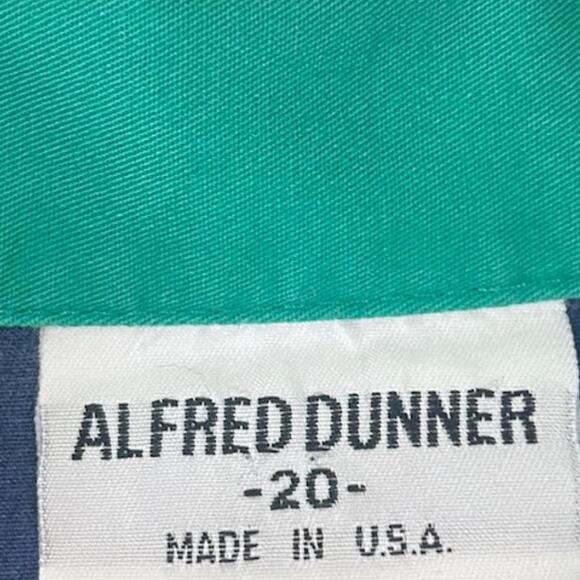 ALFRED DUNNER
-20-
MADE IN U.S.A.